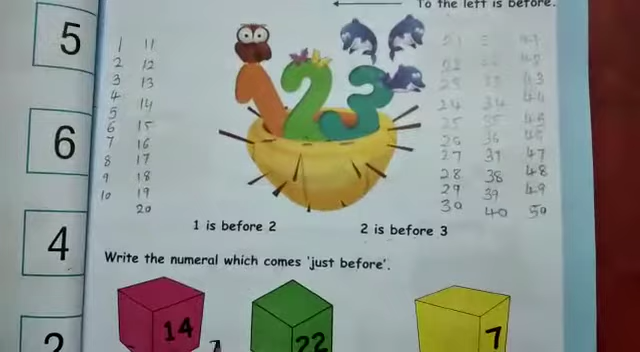 To the left is before.
5
6
4
2
1 11
2 12
3 13
4 14
5 15
6 16
7 17
8 18
9 19
10 20
1 2 3
24 34 44
25 35 45
26 36 46
27 37 47
28 38 48
29 39 49
30 40 50
1 is before 2
2 is before 3
Write the numeral which comes 'just before'.
14
22
7